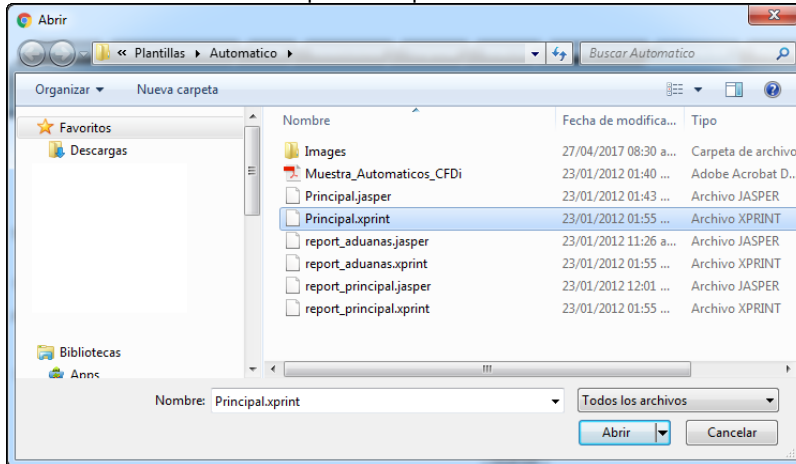 Abrir
« Plantillas ▸ Automatico ▸ Buscar Automatico
Organizar Nueva carpeta
Favoritos
Descargas
Bibliotecas
Apps
Nombre Fecha de modifica... Tipo
Images 27/04/2017 08:30 a... Carpeta de archivo
Muestra_Automaticos_CFDi 23/01/2012 01:40 ... Adobe Acrobat D...
Principal.jasper 23/01/2012 01:43 ... Archivo JASPER
Principal.xprint 23/01/2012 01:55 ... Archivo XPRINT
report_aduanas.jasper 23/01/2012 11:26 a... Archivo JASPER
report_aduanas.xprint 23/01/2012 01:55 ... Archivo XPRINT
report_principal.jasper 23/01/2012 12:01 ... Archivo JASPER
report_principal.xprint 23/01/2012 01:55 ... Archivo XPRINT
Nombre: Principal.xprint Todos los archivos
Abrir Cancelar